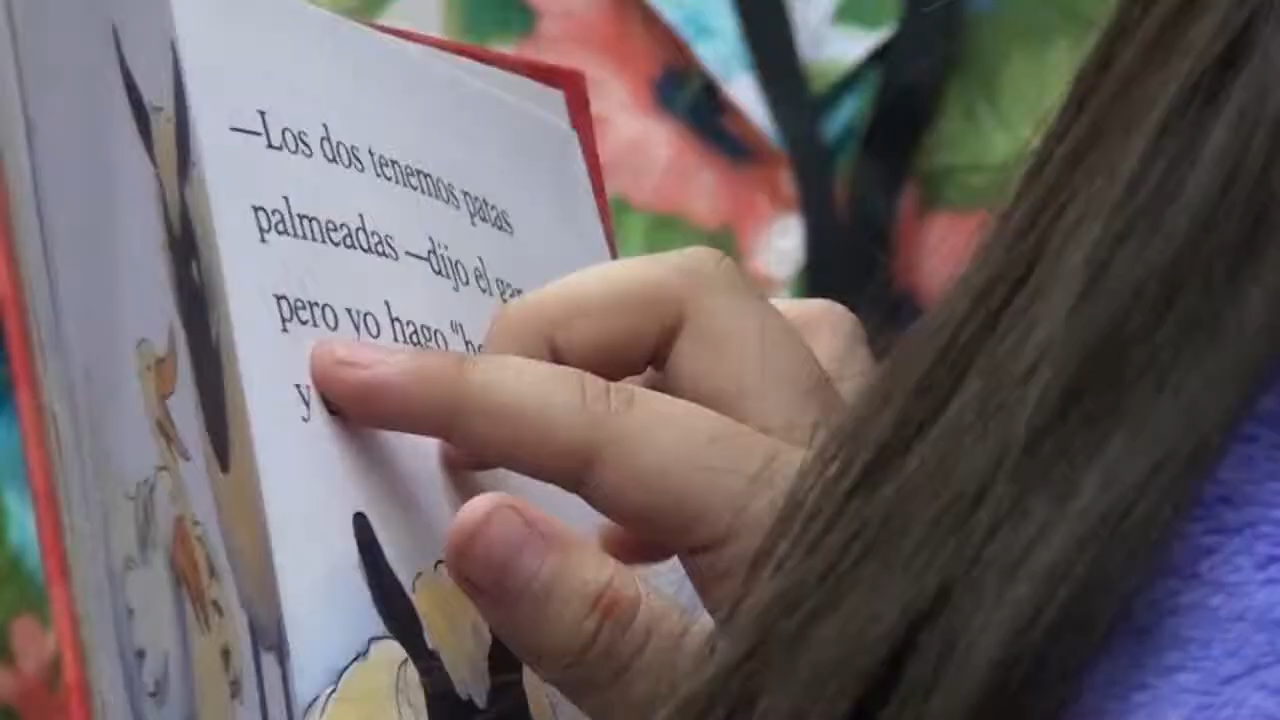 —Los dos tenemos patas
palmeadas —dijo el
pero yo hago
y